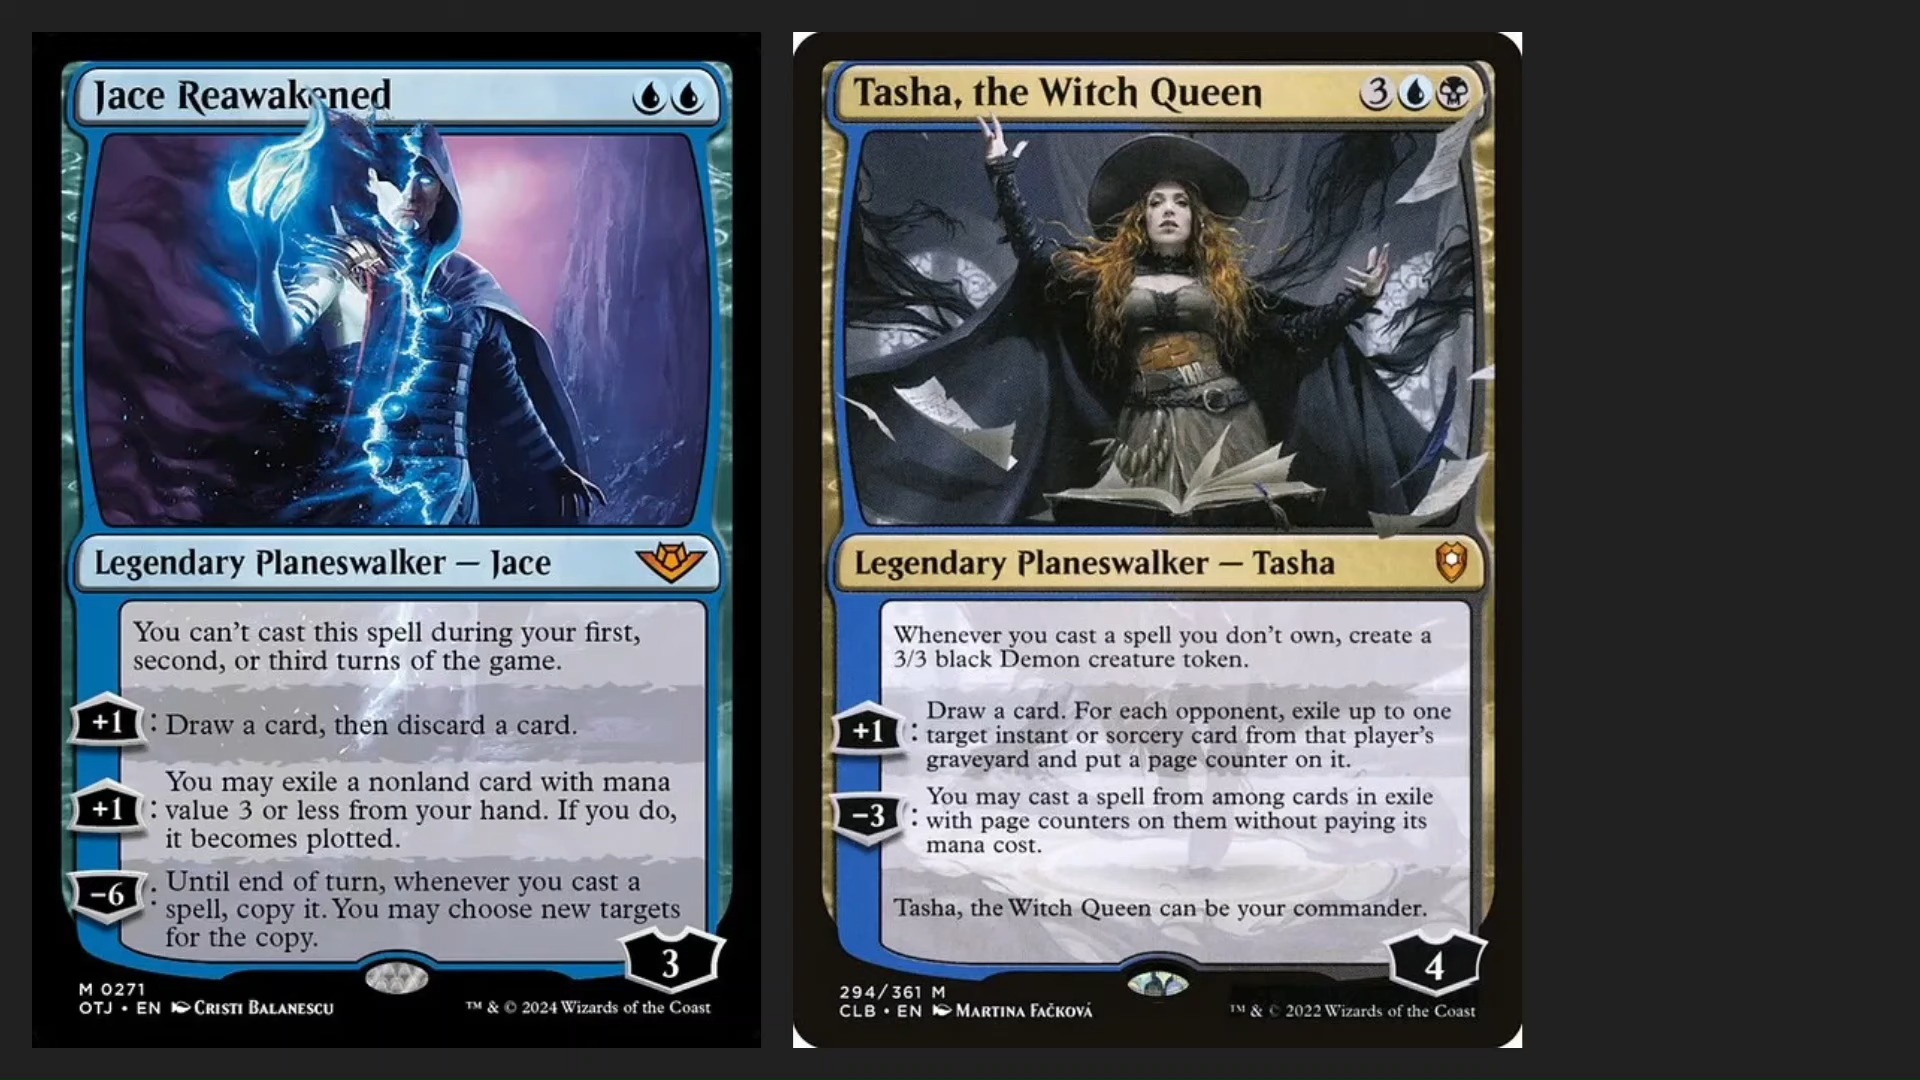 Jace Reawakened
Legendary Planeswalker — Jace
You can't cast this spell during your first,
second, or third turns of the game.
+1: Draw a card, then discard a card.
You may exile a nonland card with mana
+1: value 3 or less from your hand. If you do,
it becomes plotted.
−6: Until end of turn, whenever you cast a
spell, copy it. You may choose new targets
for the copy.
3
M 0271
OTJ • EN CRISTI BALANESCU
™ & © 2024 Wizards of the Coast
Tasha, the Witch Queen 3
Legendary Planeswalker — Tasha
Whenever you cast a spell you don't own, create a
3/3 black Demon creature token.
Draw a card. For each opponent, exile up to one
+1: target instant or sorcery card from that player's
graveyard and put a page counter on it.
You may cast a spell from among cards in exile
−3: with page counters on them without paying its
mana cost.
Tasha, the Witch Queen can be your commander.
4
294/361 M
CLB • EN MARTINA FAČKOVÁ
™ & © 2022 Wizards of the Coast